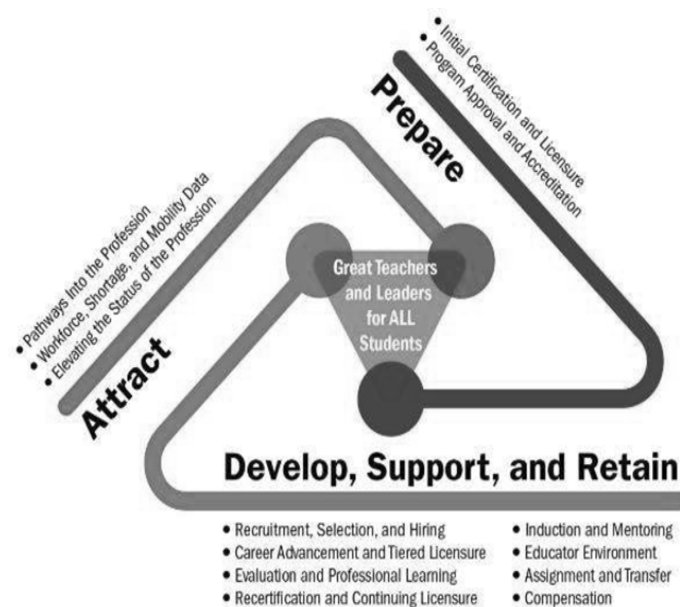 Prepare
• Initial Certification and Licensure
• Program Approval and Accreditation
Attract
• Pathways Into the Profession
• Workforce, Shortage, and Mobility Data
• Elevating the Status of the Profession
Great Teachers
and Leaders
for ALL
Students
Develop, Support, and Retain
• Recruitment, Selection, and Hiring
• Career Advancement and Tiered Licensure
• Evaluation and Professional Learning
• Recertification and Continuing Licensure
• Induction and Mentoring
• Educator Environment
• Assignment and Transfer
• Compensation